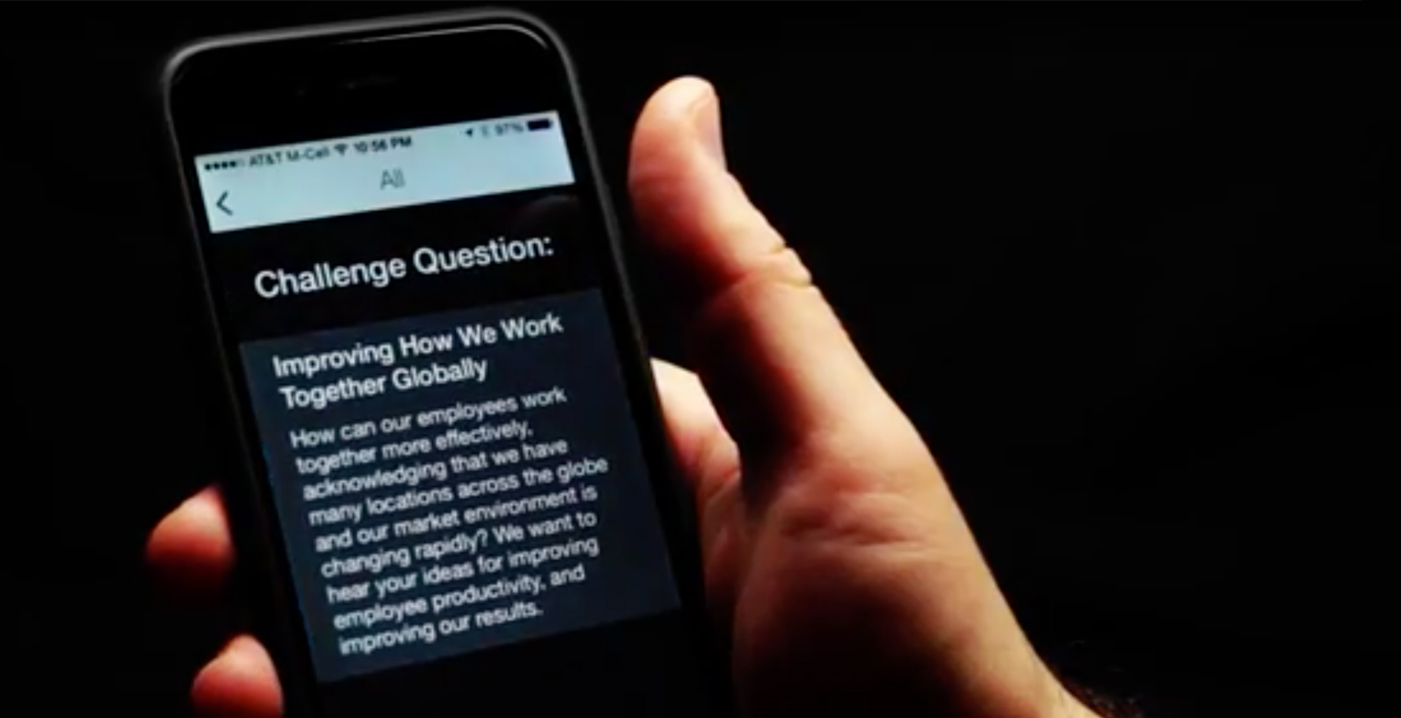 AT&T M-Cell 10:56 PM 97%
All
Challenge Question:
Improving How We Work
Together Globally
How can our employees work
together more effectively,
acknowledging that we have
many locations across the globe
and our market environment is
changing rapidly? We want to
hear your ideas for improving
employee productivity, and
improving our results.